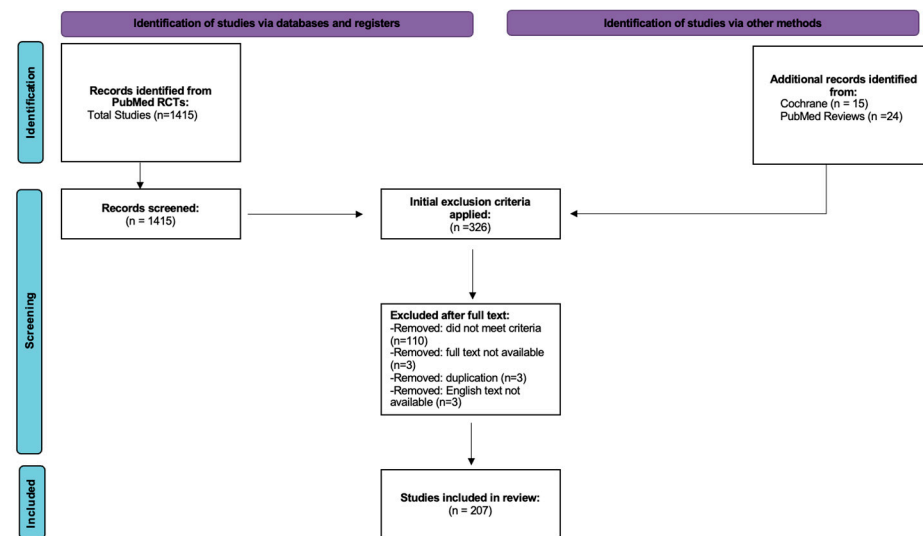 Identification of studies via databases and registers
Identification of studies via other methods
Identification
Records identified from
PubMed RCTs:
Total Studies (n=1415)
Additional records identified
from:
Cochrane (n = 15)
PubMed Reviews (n =24)
Screening
Records screened:
(n = 1415)
Initial exclusion criteria
applied:
(n =326)
Excluded after full text:
-Removed: did not meet criteria
(n=110)
-Removed: full text not available
(n=3)
-Removed: duplication (n=3)
-Removed: English text not
available (n=3)
Included
Studies included in review:
(n = 207)